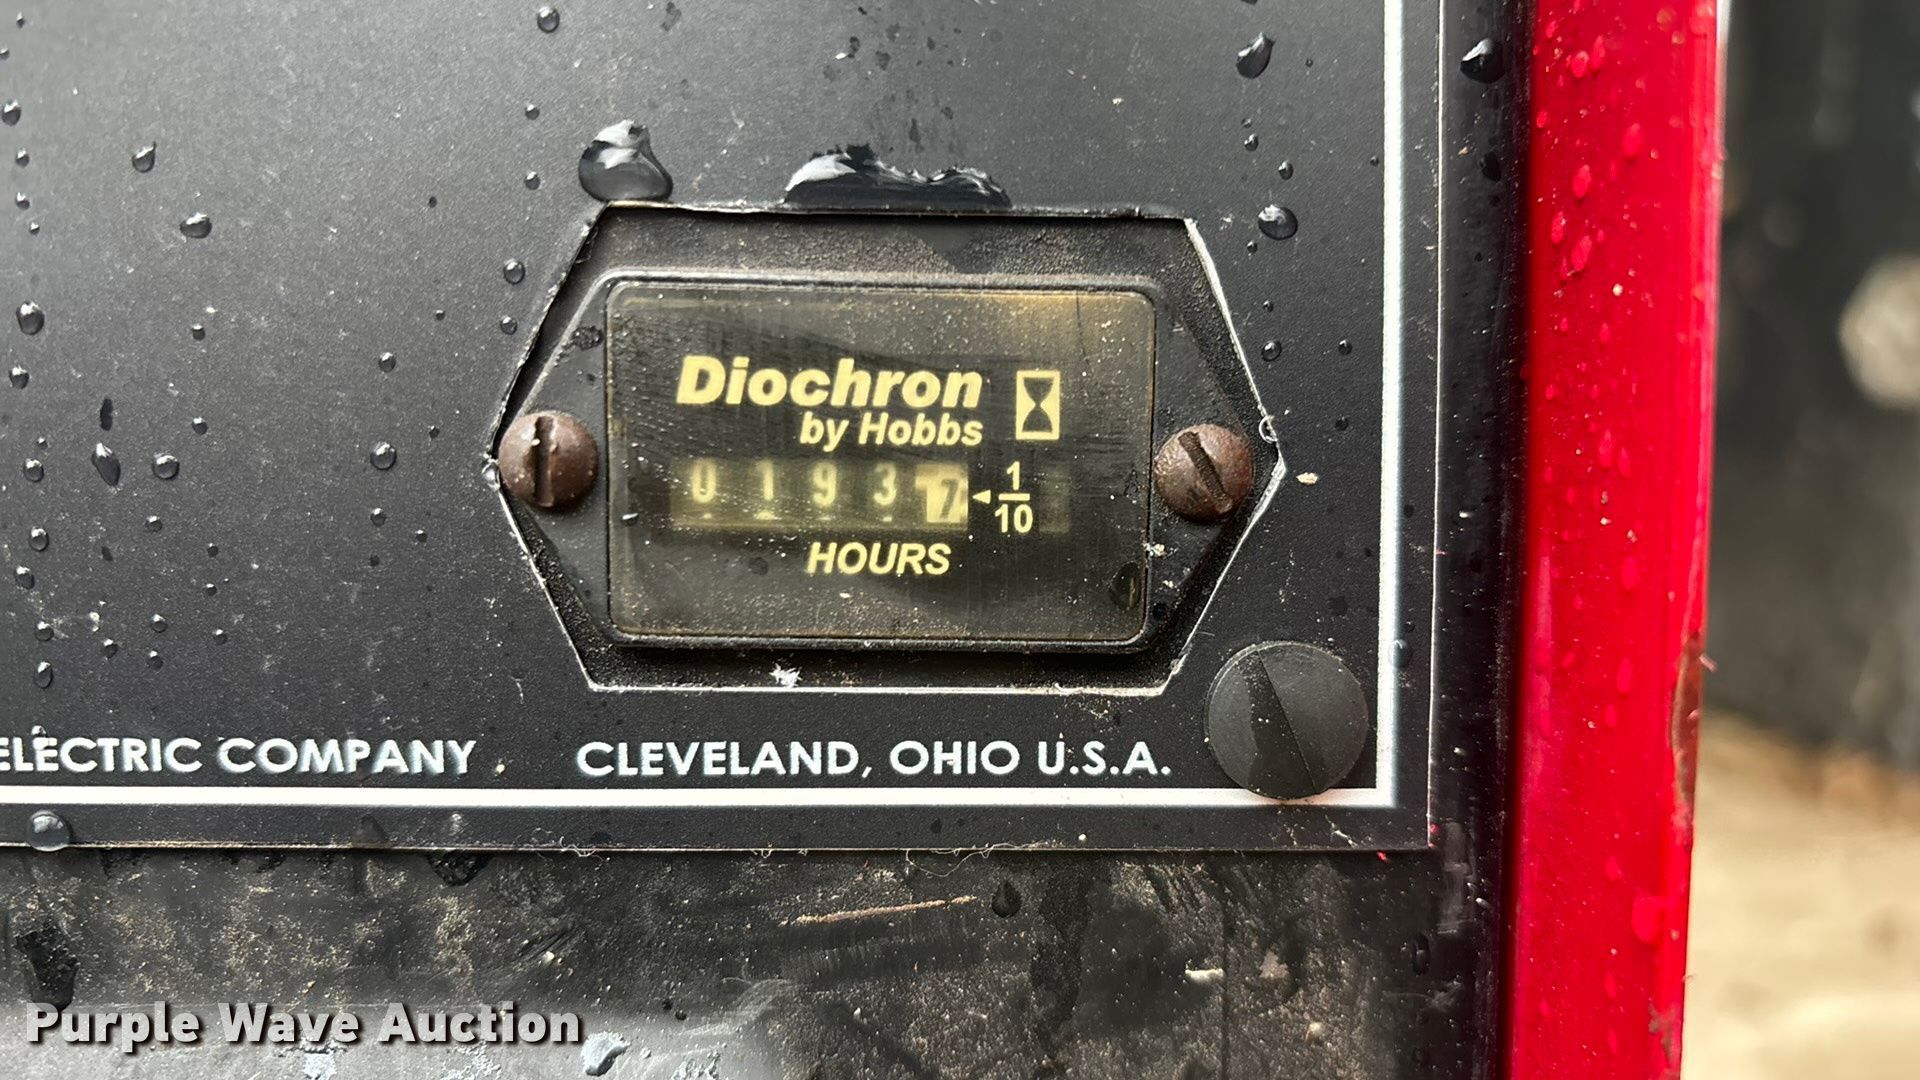 Diochron
by Hobbs
0 1 9 3 7 1/10
HOURS
ELECTRIC COMPANY CLEVELAND, OHIO U.S.A.
Purple Wave Auction